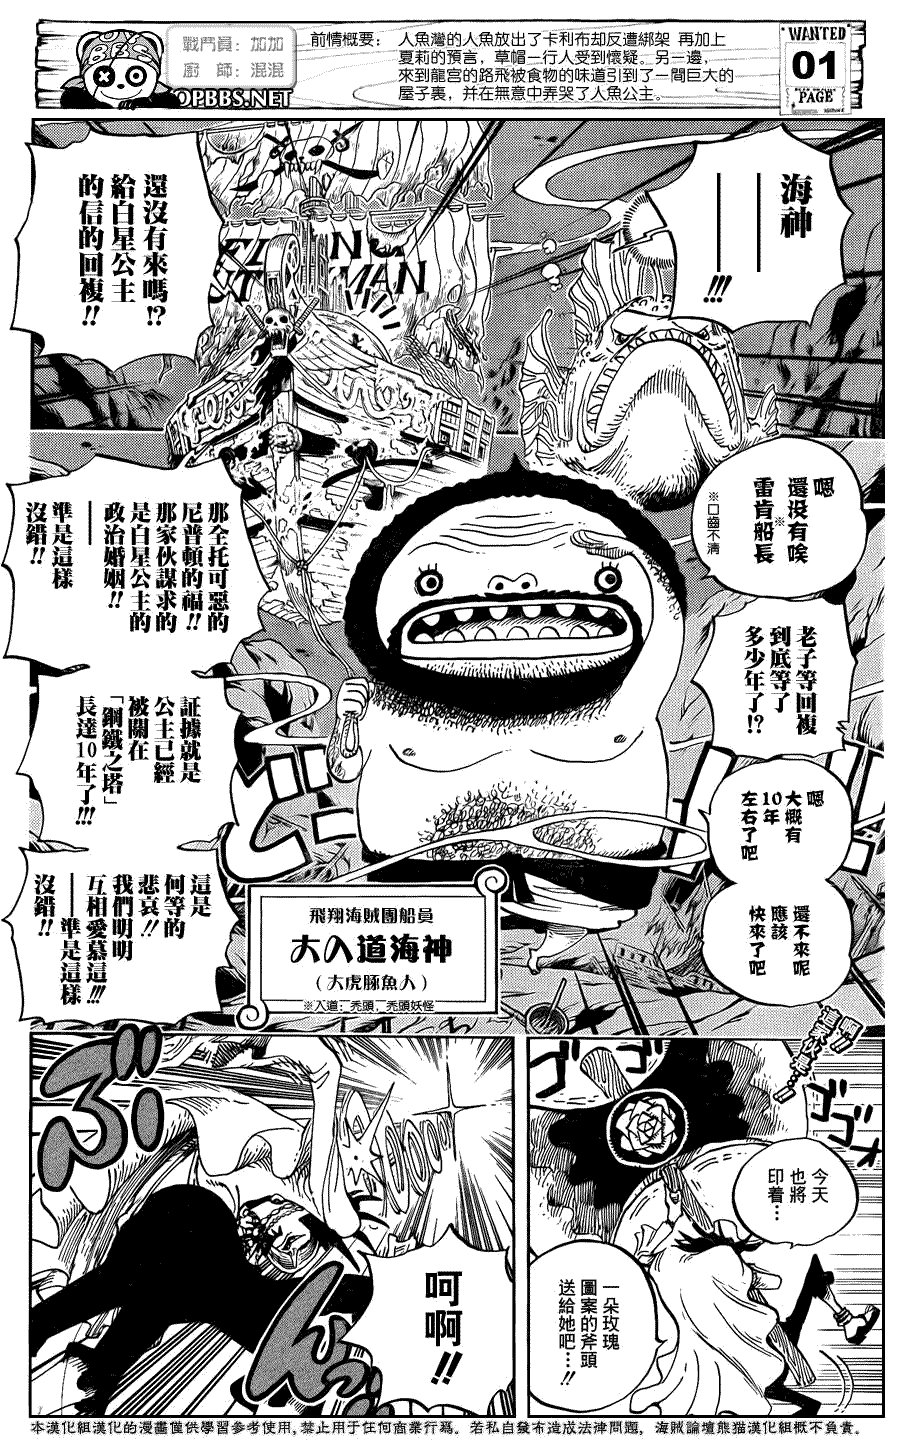 戰鬥員：加加
廚　師：混混
OPBBS.NET
前情概要：　人魚灣的人魚放出了卡利布却反遭綁架 再加上
夏莉的預言，草帽一行人受到懷疑。另一邊，
來到龍宮的路飛被食物的味道引到了一間巨大的
屋子裏，并在無意中弄哭了人魚公主。
WANTED
01
PAGE
海神
——
——
!!!
還沒有來嗎!?
給白星公主
的信的回複!!
嗯
還没有唉
雷肯※船長
※口齒不清
老子等回複
到底等了
多少年了!?
那全托可惡的
尼普頓的福!!
那家伙謀求的
是白星公主的
政治婚姻!!
——
準是這樣
沒錯!!
嗯
大概有
10年
左右了吧
証據就是
公主已經
被關在
「鋼鐵之塔」
長達10年了!!!
還不來呢
應該
快來了吧
這是
何等的
悲哀!!
我們明明
互相愛慕這!!!
——準是這樣
沒錯!!
ド
MAN
飛翔海賊團船員
大入道海神
（大虎豚魚人）
※入道：禿頭，禿頭妖怪
ゴゴゴ
今天
也將
印着…
一朵玫瑰
圖案的斧頭
送給她吧…!
ぶんっ
呵啊!!
本漢化組漢化的漫畫僅供學習參考使用,禁止用于任何商業行爲。若私自發布造成法律問題，海賊論壇熊猫漢化組概不負責。